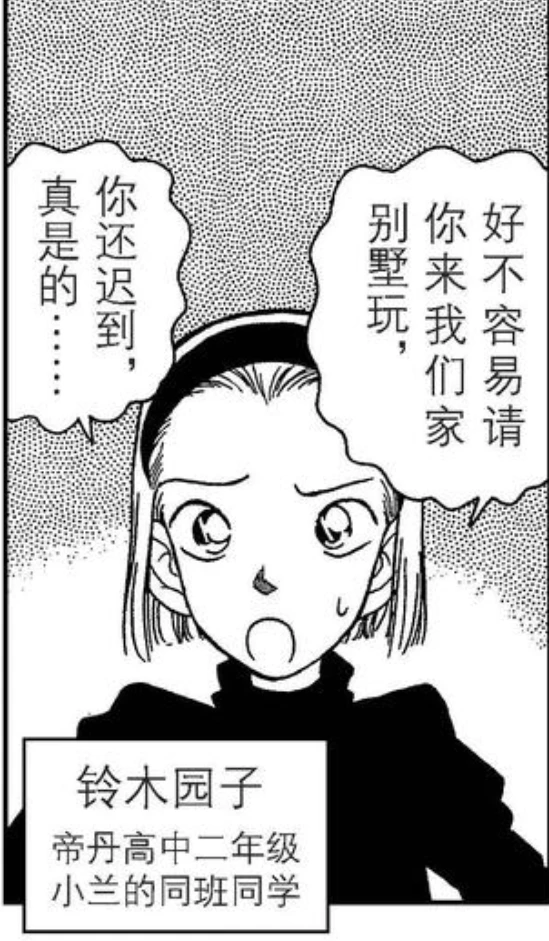 好不容易请
你来我们家
别墅玩，
你还迟到，
真是的……
铃木园子
帝丹高中二年级
小兰的同班同学